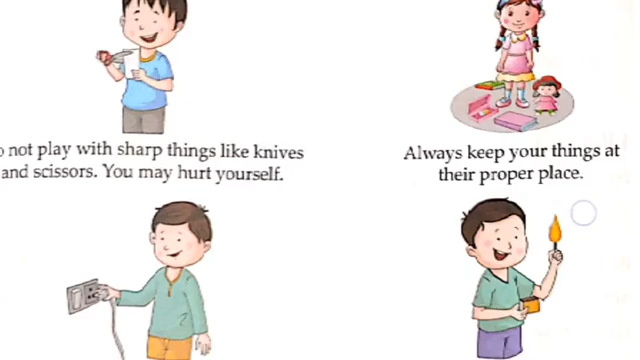 not play with sharp things like knives
and scissors. You may hurt yourself.
Always keep your things at
their proper place.